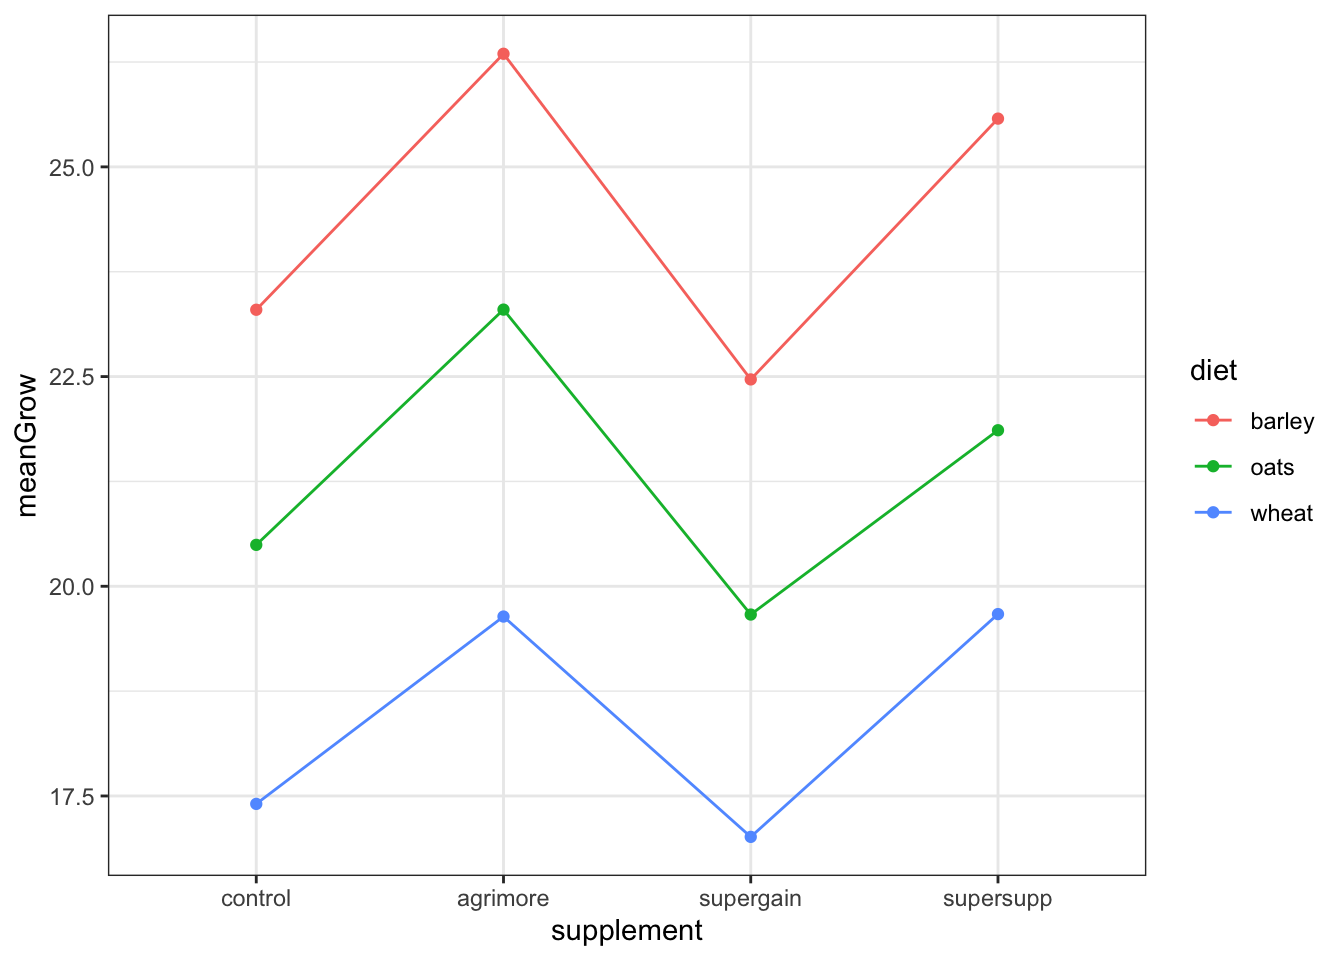 25.0
22.5
20.0
17.5
meanGrow
control agrimore supergain supersupp
supplement
diet
barley
oats
wheat